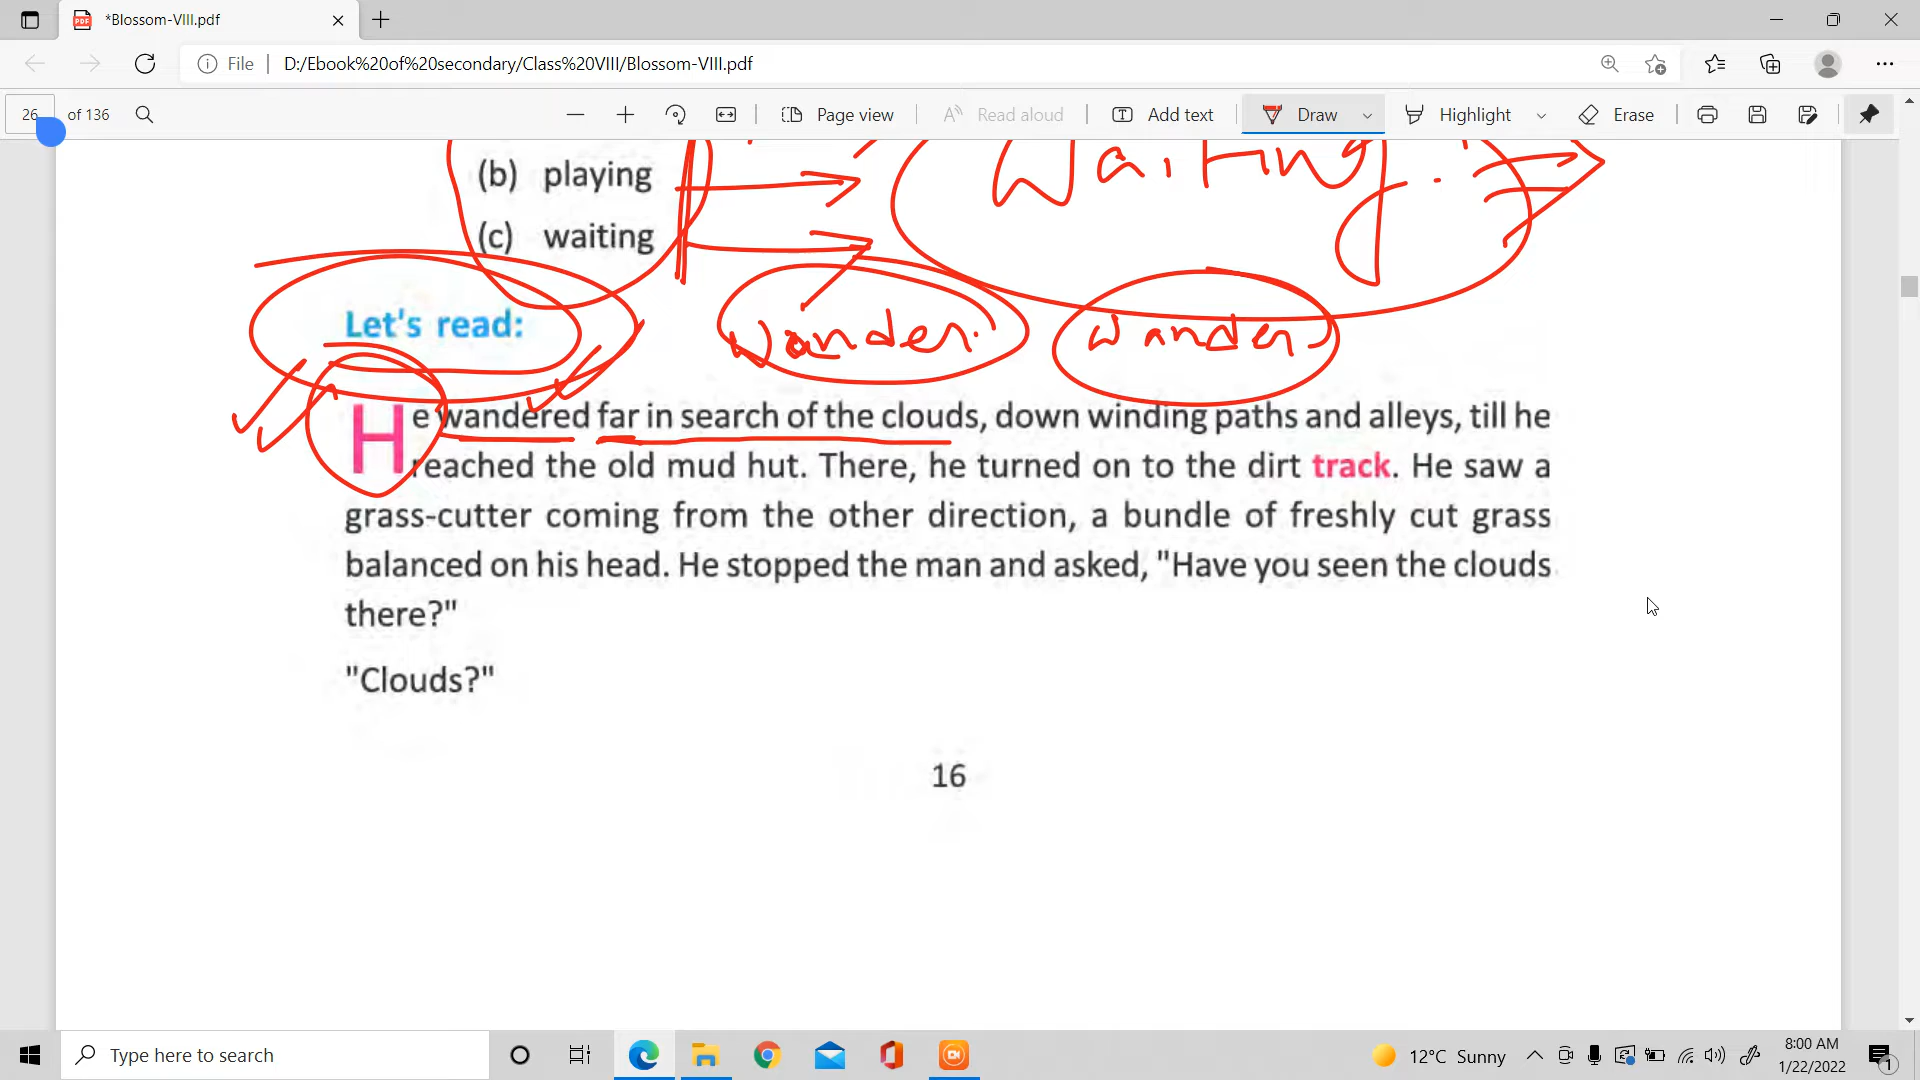 *Blossom-VIII.pdf
File | D:/Ebook%20of%20secondary/Class%20VIII/Blossom-VIII.pdf
26 of 136 Page view Read aloud Add text Draw Highlight Erase
(b) playing
Waiting.
(c) waiting
Let's read:
Wander.
Wander
He wandered far in search of the clouds, down winding paths and alleys, till he
reached the old mud hut. There, he turned on to the dirt track. He saw a
grass-cutter coming from the other direction, a bundle of freshly cut grass
balanced on his head. He stopped the man and asked, "Have you seen the clouds
there?"
"Clouds?"
16
Type here to search
12°C Sunny
8:00 AM
1/22/2022
1